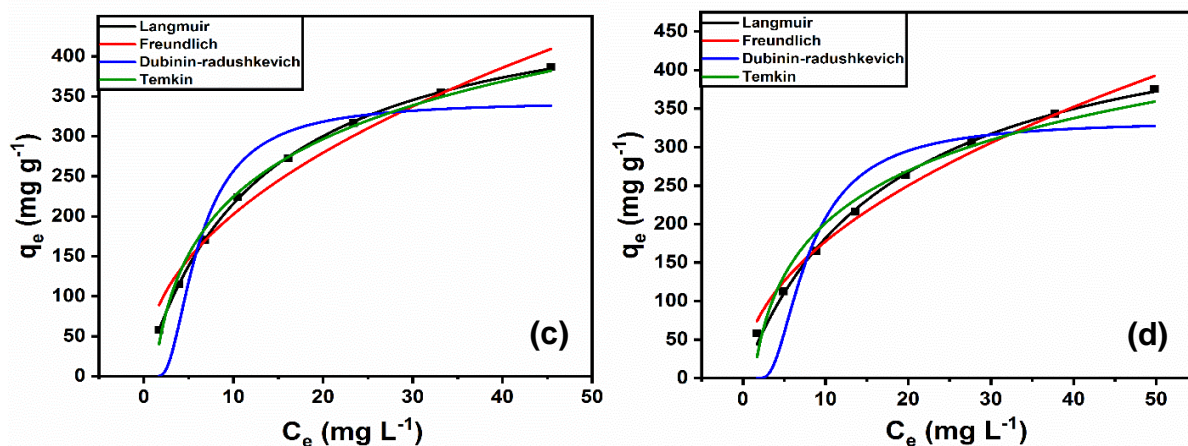 Langmuir
Freundlich
Dubinin-radushkevich
Temkin
400
350
300
250
200
150
100
50
0
qe (mg g-1)
(c)
0 10 20 30 40 50
Ce (mg L-1)
Langmuir
Freundlich
Dubinin-radushkevich
Temkin
450
400
350
300
250
200
150
100
50
0
qe (mg g-1)
(d)
0 10 20 30 40 50
Ce (mg L-1)